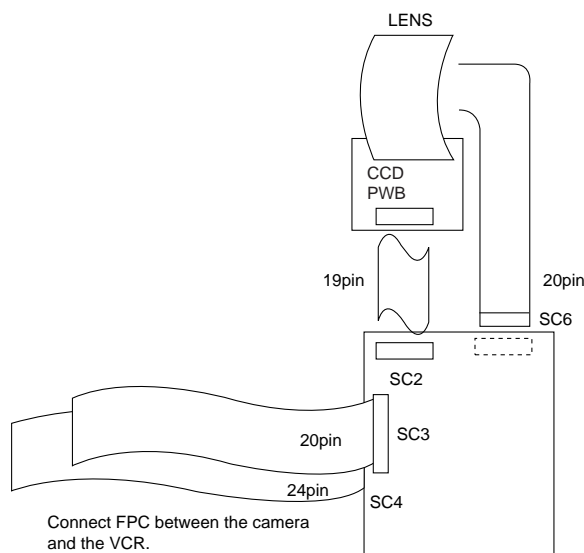 LENS
CCD
PWB
19pin
20pin
SC6
SC2
20pin
SC3
24pin
SC4
Connect FPC between the camera
and the VCR.